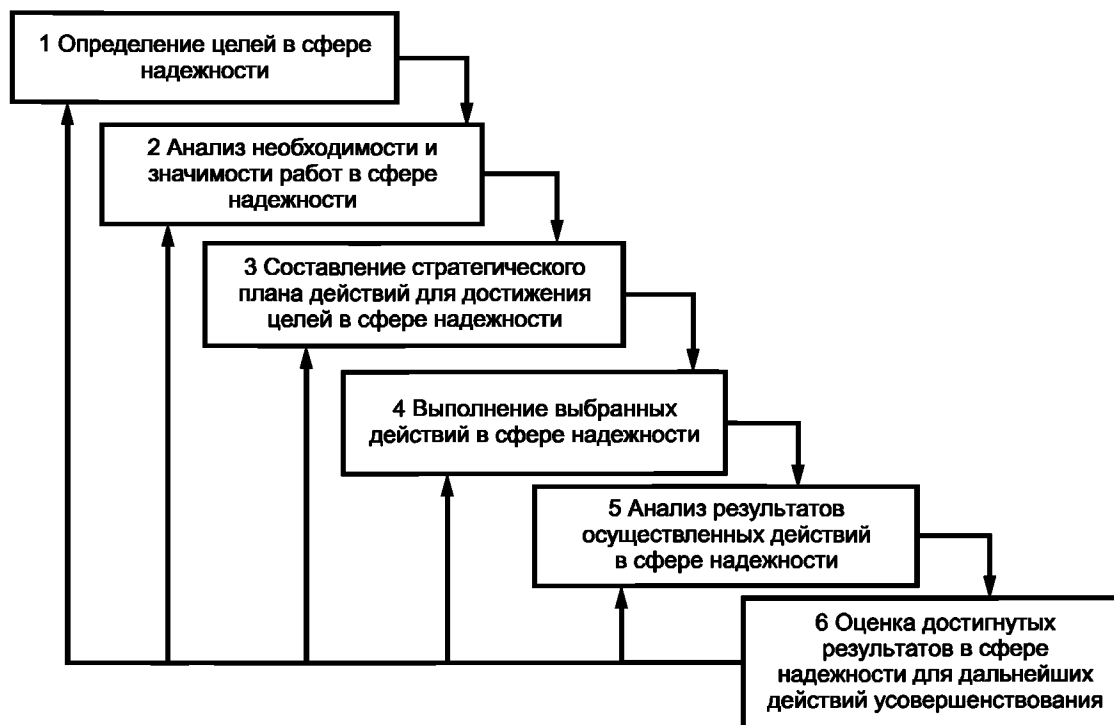 1 Определение целей в сфере
надежности
2 Анализ необходимости и
значимости работ в сфере
надежности
3 Составление стратегического
плана действий для достижения
целей в сфере надежности
4 Выполнение выбранных
действий в сфере надежности
5 Анализ результатов
осуществленных действий
в сфере надежности
6 Оценка достигнутых
результатов в сфере
надежности для дальнейших
действий усовершенствования